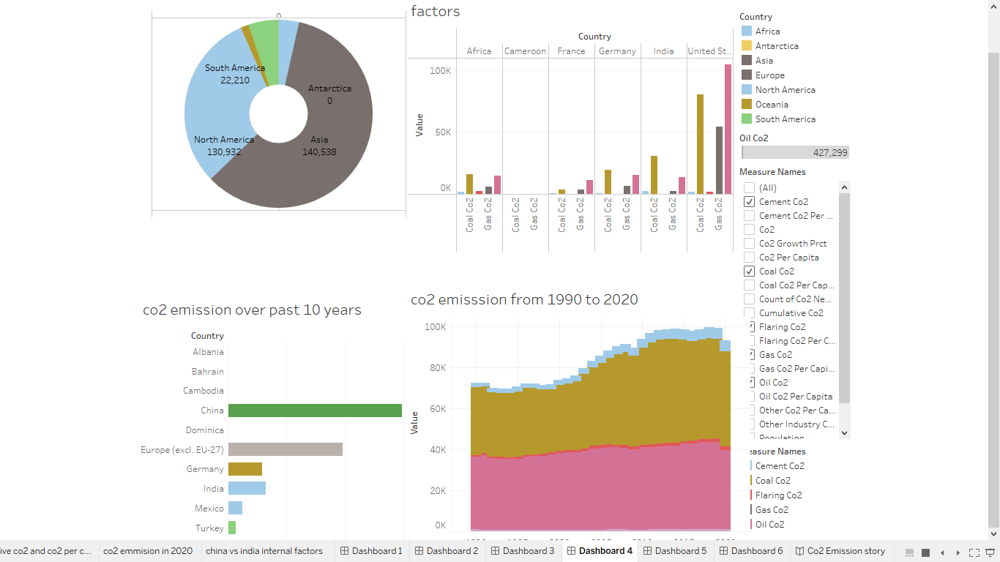 0
South America
22,210
Antarctica
0
North America
130,932
Asia
140,538
factors
Country
Africa
Cameroon
France
Germany
India
United St..
Value
100K
50K
0K
Coal Co2
Gas Co2
Coal Co2
Gas Co2
Coal Co2
Gas Co2
Coal Co2
Gas Co2
Coal Co2
Gas Co2
Coal Co2
Gas Co2
Country
Africa
Antarctica
Asia
Europe
North America
Oceania
South America
Oil Co2
427,299
Measure Names
(All)
Cement Co2
Cement Co2 Per ...
Co2
Co2 Growth Prct
Co2 Per Capita
Coal Co2
Coal Co2 Per Cap...
Count of Co2 Ne...
Cumulative Co2
Flaring Co2
Flaring Co2 Per C...
Gas Co2
Gas Co2 Per Capi...
Oil Co2
Oil Co2 Per Capita
Other Co2 Per Ca...
Other Industry C...
Population
easure Names
Cement Co2
Coal Co2
Flaring Co2
Gas Co2
Oil Co2
co2 emission over past 10 years
Country
Albania
Bahrain
Cambodia
China
Dominica
Europe (excl. EU-27)
Germany
India
Mexico
Turkey
co2 emisssion from 1990 to 2020
Value
100K
80K
60K
40K
20K
0K
ive co2 and co2 per c...
co2 emmision in 2020
china vs india internal factors
Dashboard 1
Dashboard 2
Dashboard 3
Dashboard 4
Dashboard 5
Dashboard 6
Co2 Emission story